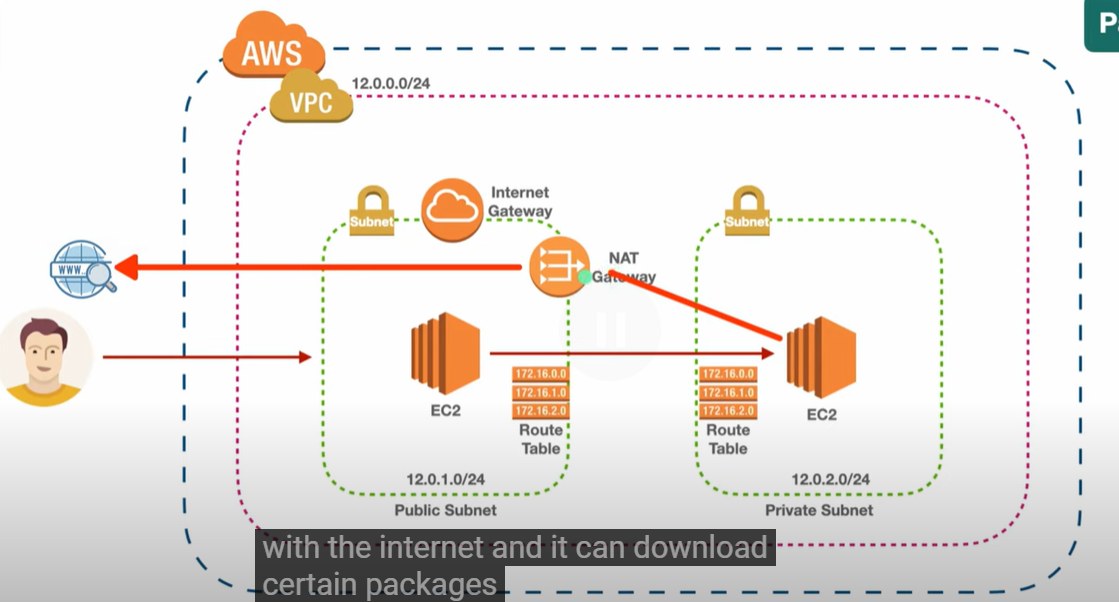 P
AWS
12.0.0.0/24
VPC
Internet
Gateway
Subnet
Subnet
NAT
Gateway
WWW
172.16.0.0
172.16.1.0
172.16.2.0
172.16.0.0
172.16.1.0
172.16.2.0
EC2
EC2
Route
Table
Route
Table
12.0.1.0/24
12.0.2.0/24
Public Subnet
Private Subnet
with the internet and it can download
certain packages